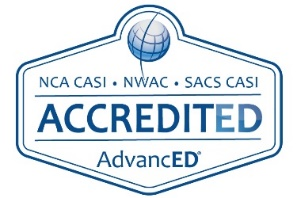 NCA CASI • NWAC • SACS CASI
ACCREDITED
AdvancED®